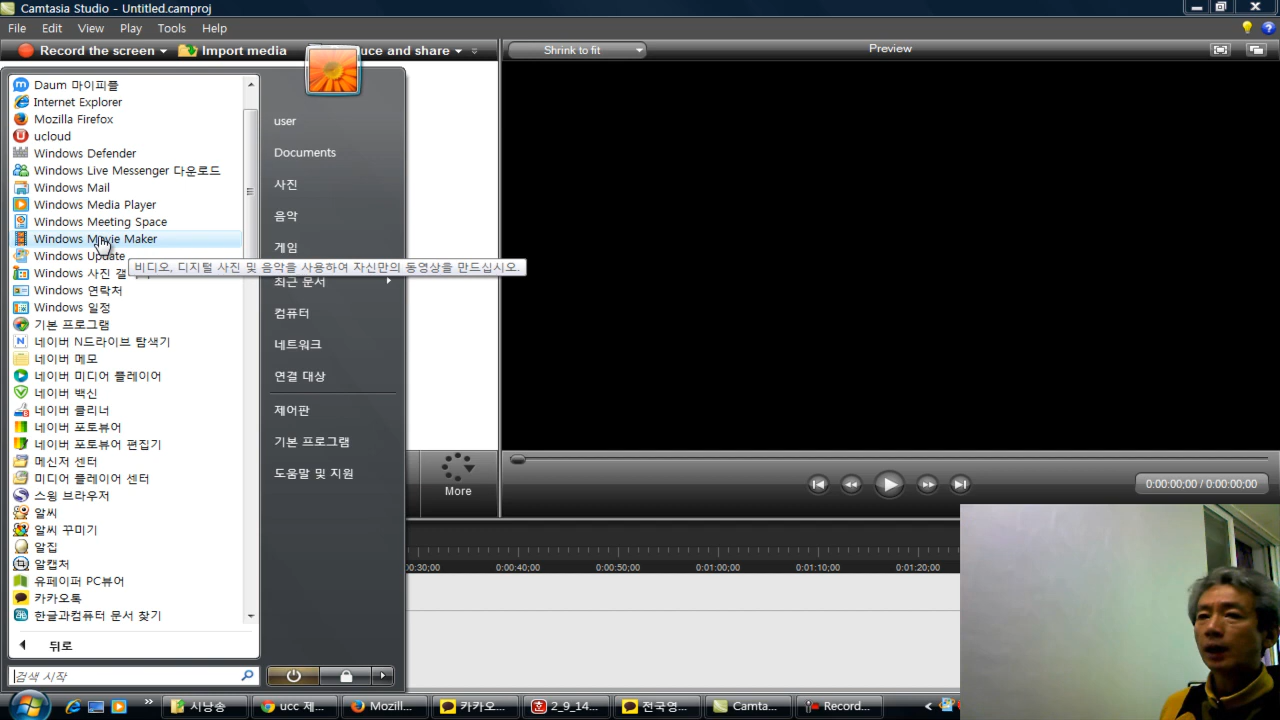 Camtasia Studio - Untitled.camproj
File Edit View Play Tools Help
Record the screen Import media uce and share
Shrink to fit
Preview
Daum 마이피플
Internet Explorer
Mozilla Firefox
ucloud
Windows Defender
Windows Live Messenger 다운로드
Windows Mail
Windows Media Player
Windows Meeting Space
Windows Movie Maker
Windows Update
비디오, 디지털 사진 및 음악을 사용하여 자신만의 동영상을 만드십시오.
Windows 사진
Windows 연락처
Windows 일정
기본 프로그램
네이버 N드라이브 탐색기
네이버 메모
네이버 미디어 플레이어
네이버 백신
네이버 클리너
네이버 포토뷰어
네이버 포토뷰어 편집기
메신저 센터
미디어 플레이어 센터
스윙 브라우저
알씨
알씨 꾸미기
알집
알캡처
유페이퍼 PC뷰어
카카오톡
한글과컴퓨터 문서 찾기
뒤로
검색 시작
user
Documents
사진
음악
게임
최근 문서
컴퓨터
네트워크
연결 대상
제어판
기본 프로그램
도움말 및 지원
More
0:00:00;00 / 0:00:00;00
0:00:30;00 0:00:40;00 0:00:50;00 0:01:00;00 0:01:10;00 0:01:20;00
시낭송
ucc 제...
Mozill...
카카오...
2_9_14...
전국영...
Camta...
Record...